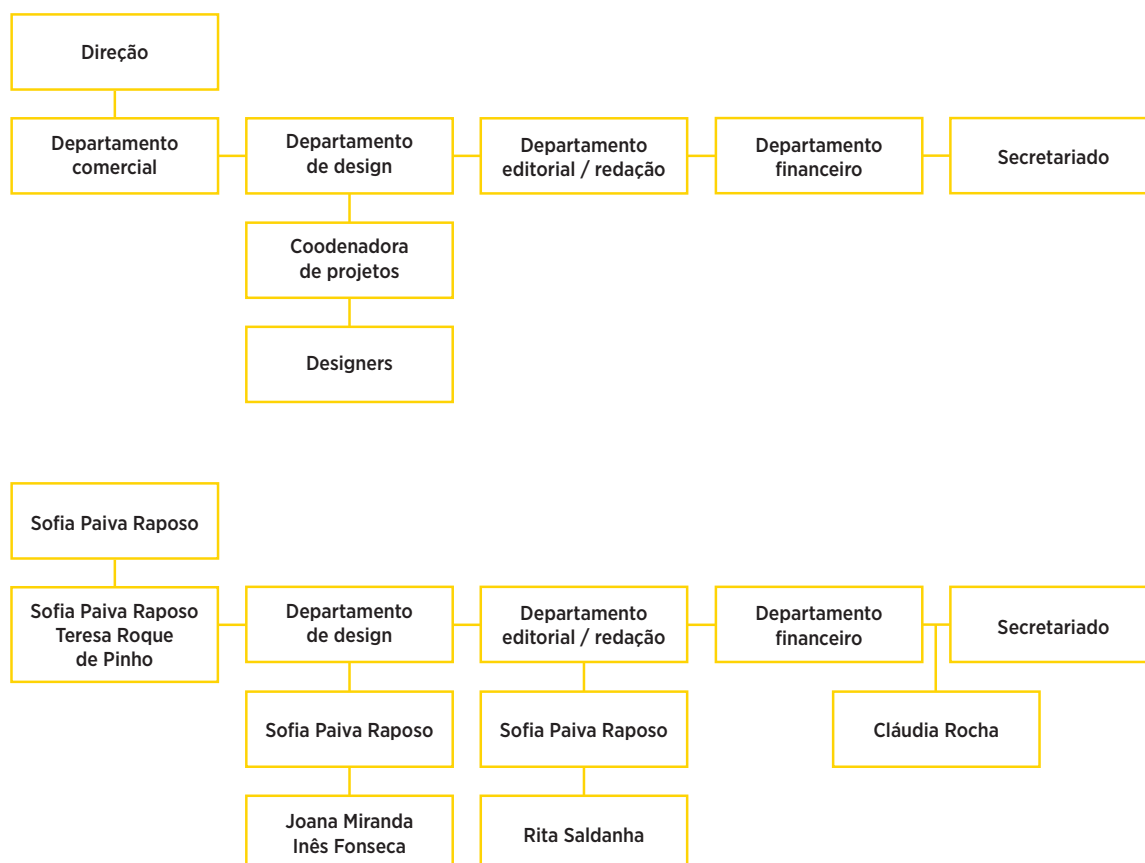 Direção
Departamento
comercial
Departamento
de design
Departamento
editorial / redação
Departamento
financeiro
Secretariado
Coodenadora
de projetos
Designers
Sofia Paiva Raposo
Sofia Paiva Raposo
Teresa Roque
de Pinho
Departamento
de design
Departamento
editorial / redação
Departamento
financeiro
Secretariado
Sofia Paiva Raposo
Sofia Paiva Raposo
Cláudia Rocha
Joana Miranda
Inês Fonseca
Rita Saldanha